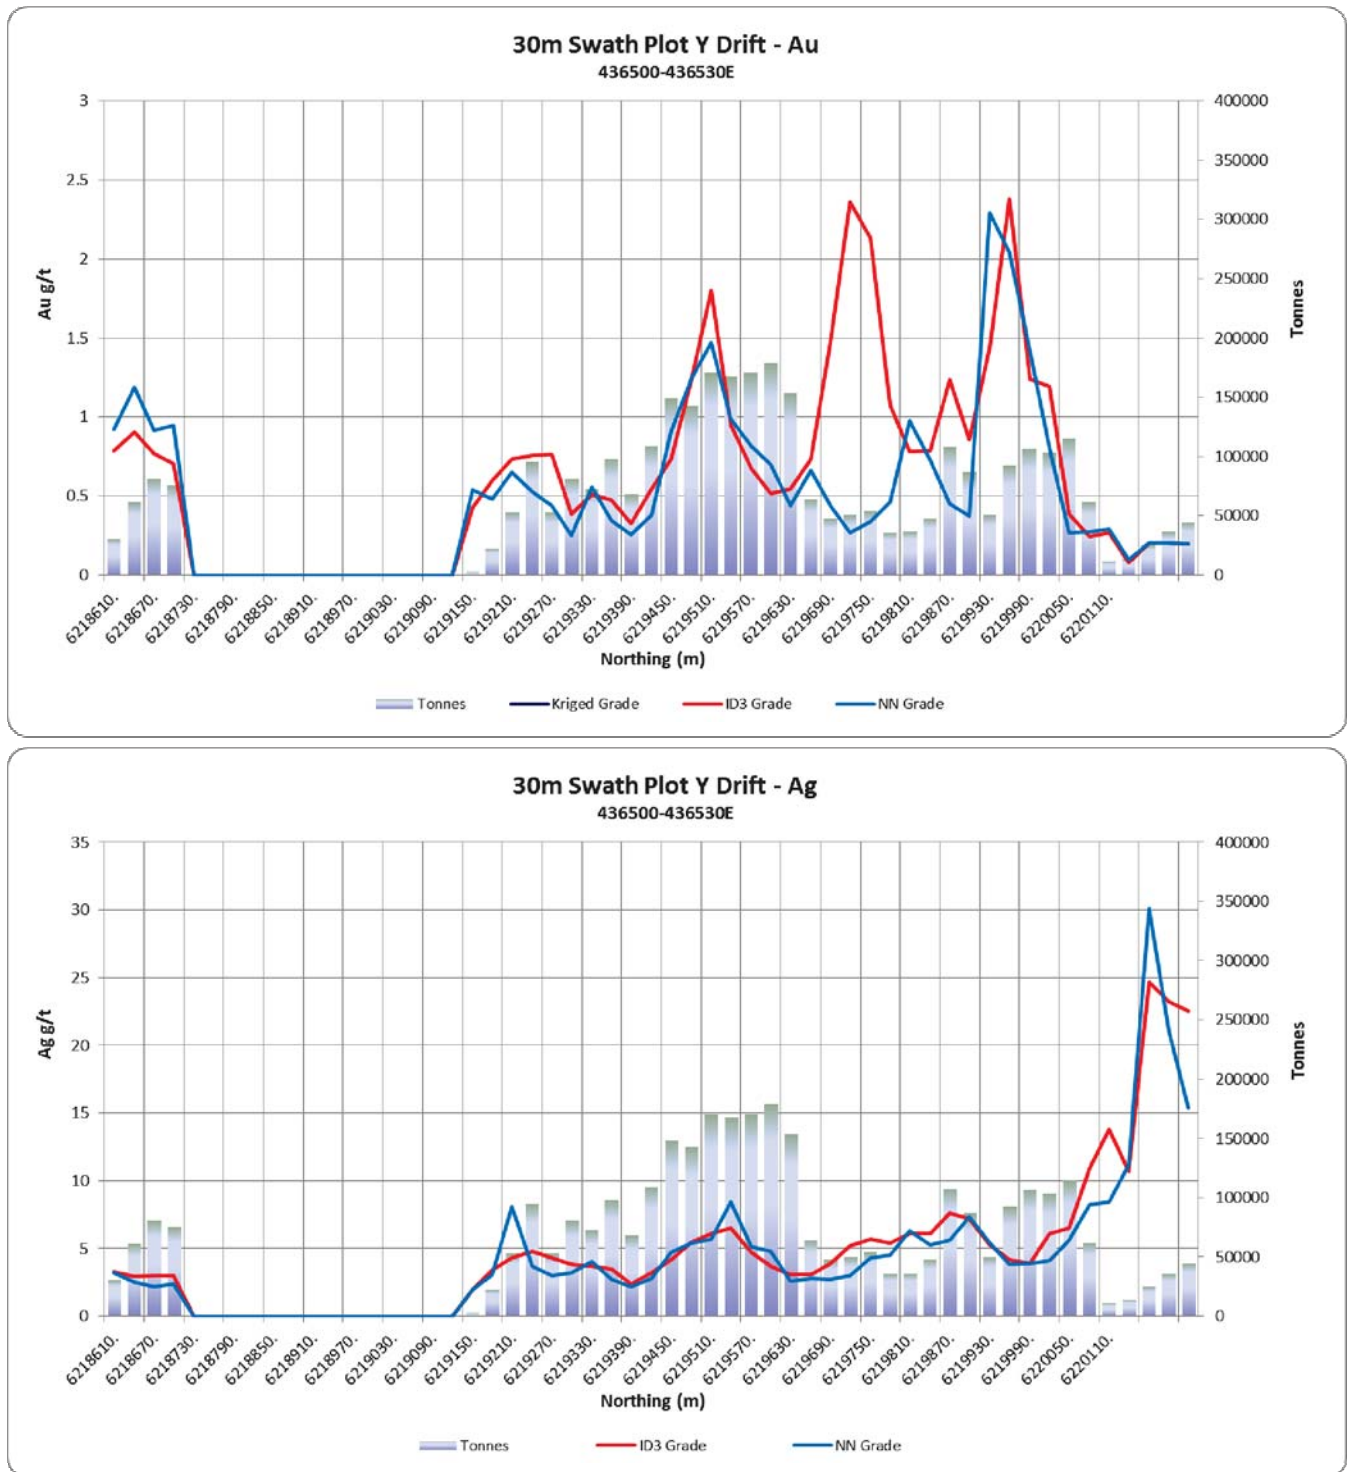 30m Swath Plot Y Drift - Au
436500-436530E
3
2.5
2
1.5
1
0.5
0
Au g/t
400000
350000
300000
250000
200000
150000
100000
50000
0
Tonnes
6218610. 6218670. 6218730. 6218790. 6218850. 6218910. 6218970. 6219030. 6219090. 6219150. 6219210. 6219270. 6219330. 6219390. 6219450. 6219510. 6219570. 6219630. 6219690. 6219750. 6219810. 6219870. 6219930. 6219990. 6220050. 6220110.
Northing (m)
Tonnes Kriged Grade ID3 Grade NN Grade
30m Swath Plot Y Drift - Ag
436500-436530E
35
30
25
20
15
10
5
0
Ag g/t
400000
350000
300000
250000
200000
150000
100000
50000
0
Tonnes
6218610. 6218670. 6218730. 6218790. 6218850. 6218910. 6218970. 6219030. 6219090. 6219150. 6219210. 6219270. 6219330. 6219390. 6219450. 6219510. 6219570. 6219630. 6219690. 6219750. 6219810. 6219870. 6219930. 6219990. 6220050. 6220110.
Northing (m)
Tonnes ID3 Grade NN Grade